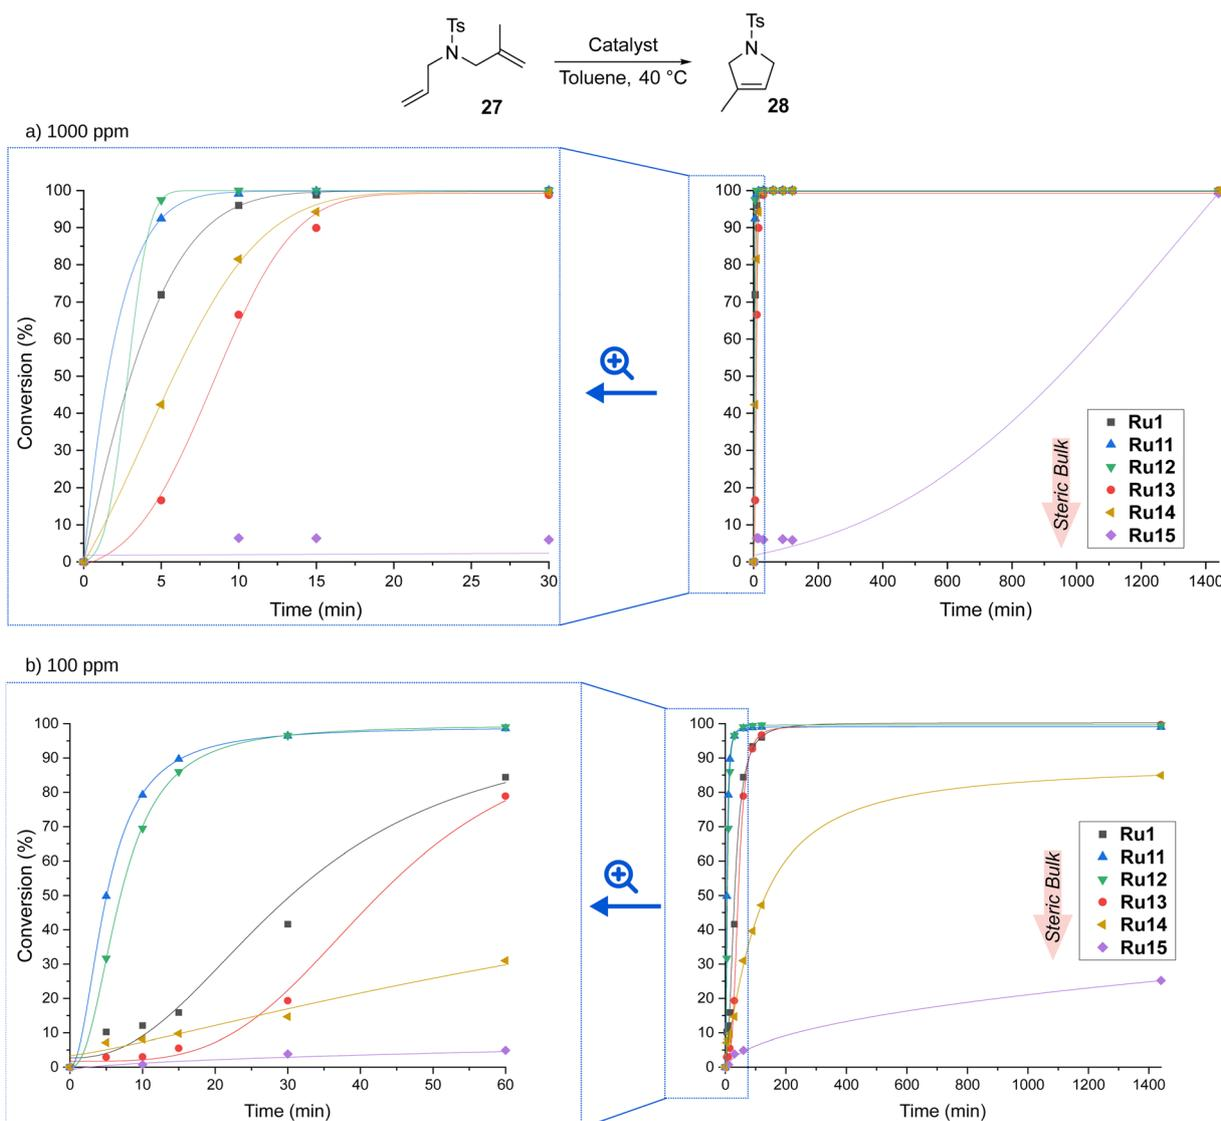 Ts
N
27
Catalyst
Toluene, 40 °C
Ts
N
28
a) 1000 ppm
Conversion (%)
100
90
80
70
60
50
40
30
20
10
0
0 5 10 15 20 25 30
Time (min)
100
90
80
70
60
50
40
30
20
10
0
0 200 400 600 800 1000 1200 1400
Time (min)
Steric Bulk
Ru1
Ru11
Ru12
Ru13
Ru14
Ru15
b) 100 ppm
Conversion (%)
100
90
80
70
60
50
40
30
20
10
0
0 10 20 30 40 50 60
Time (min)
100
90
80
70
60
50
40
30
20
10
0
0 200 400 600 800 1000 1200 1400
Time (min)
Steric Bulk
Ru1
Ru11
Ru12
Ru13
Ru14
Ru15